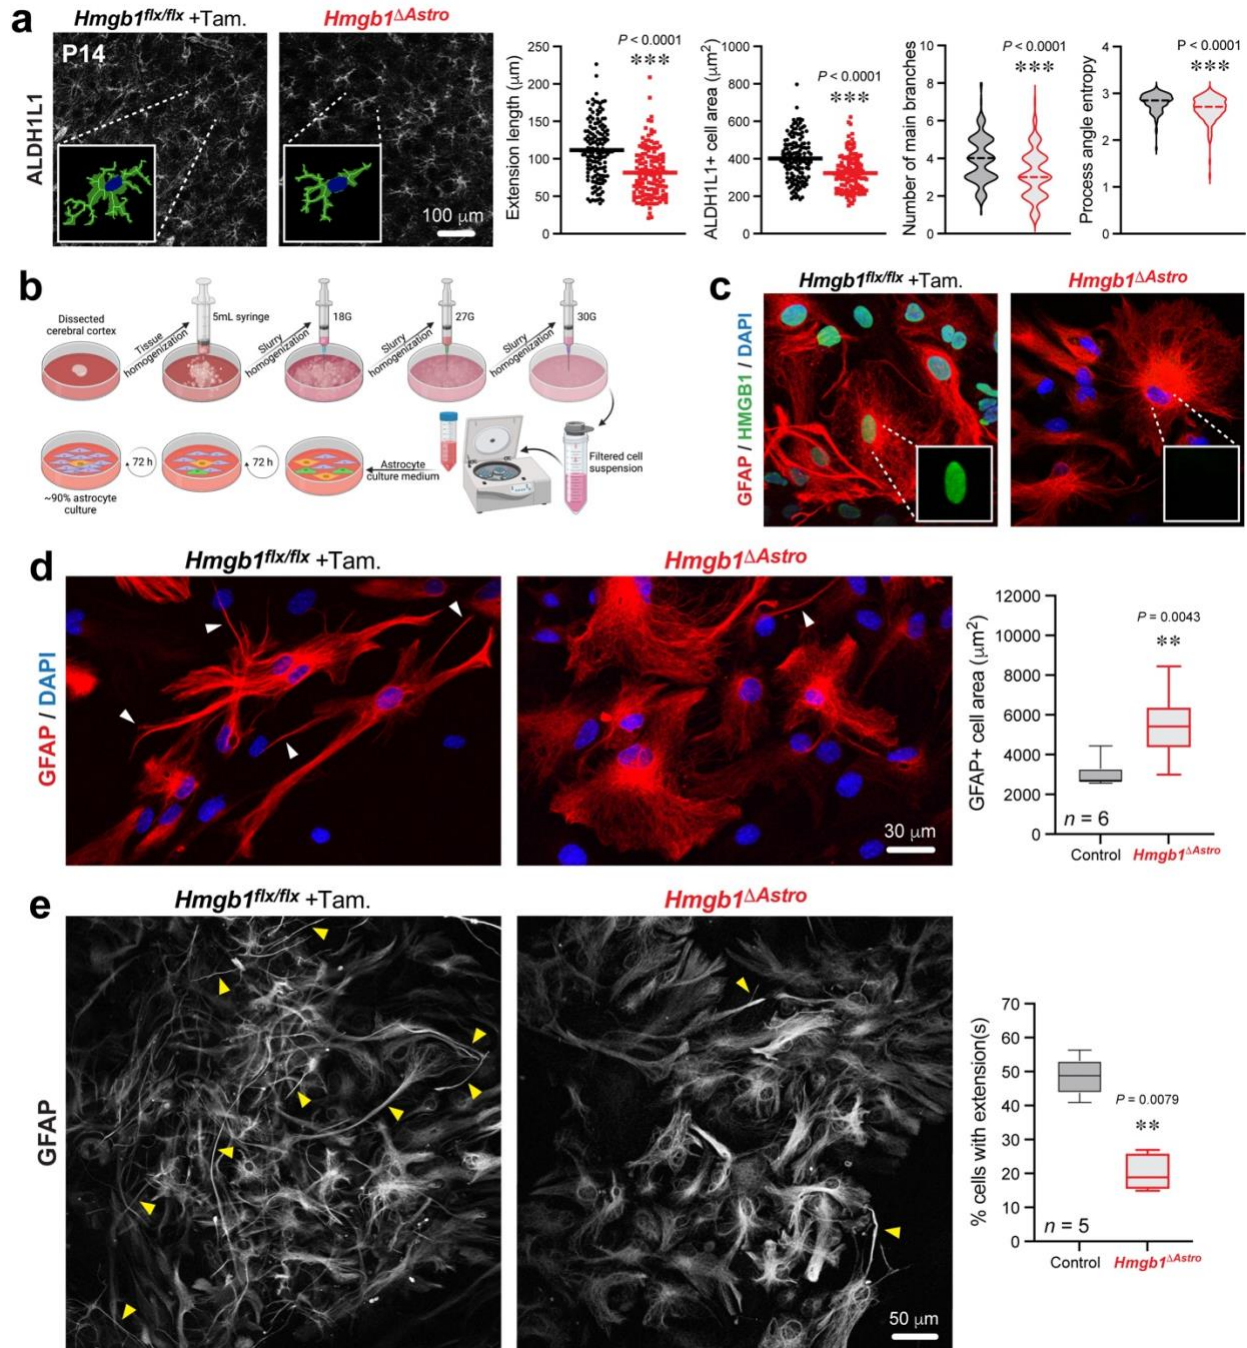 a
Hmgb1flx/flx +Tam.
Hmgb1ΔAstro
ALDH1L1
P14
100 μm
Extension length (μm)
250
200
150
100
50
0
P < 0.0001
***
ALDH1L1+ cell area (μm2)
1000
800
600
400
200
0
P < 0.0001
***
Number of main branches
10
8
6
4
2
0
P < 0.0001
***
Process angle entropy
4
3
2
1
0
P < 0.0001
***
b
Dissected
cerebral cortex
Tissue
homogenization
5mL syringe
Slurry
homogenization
18G
Slurry
homogenization
27G
Slurry
homogenization
30G
Filtered cell
suspension
Astrocyte
culture medium
72 h
72 h
~90% astrocyte
culture
c
Hmgb1flx/flx +Tam.
Hmgb1ΔAstro
GFAP / HMGB1 / DAPI
d
Hmgb1flx/flx +Tam.
Hmgb1ΔAstro
GFAP / DAPI
30 μm
GFAP+ cell area (μm2)
12000
10000
8000
6000
4000
2000
0
P = 0.0043
**
n = 6
Control
Hmgb1ΔAstro
e
Hmgb1flx/flx +Tam.
Hmgb1ΔAstro
GFAP
50 μm
% cells with extension(s)
70
60
50
40
30
20
10
0
P = 0.0079
**
n = 5
Control
Hmgb1ΔAstro